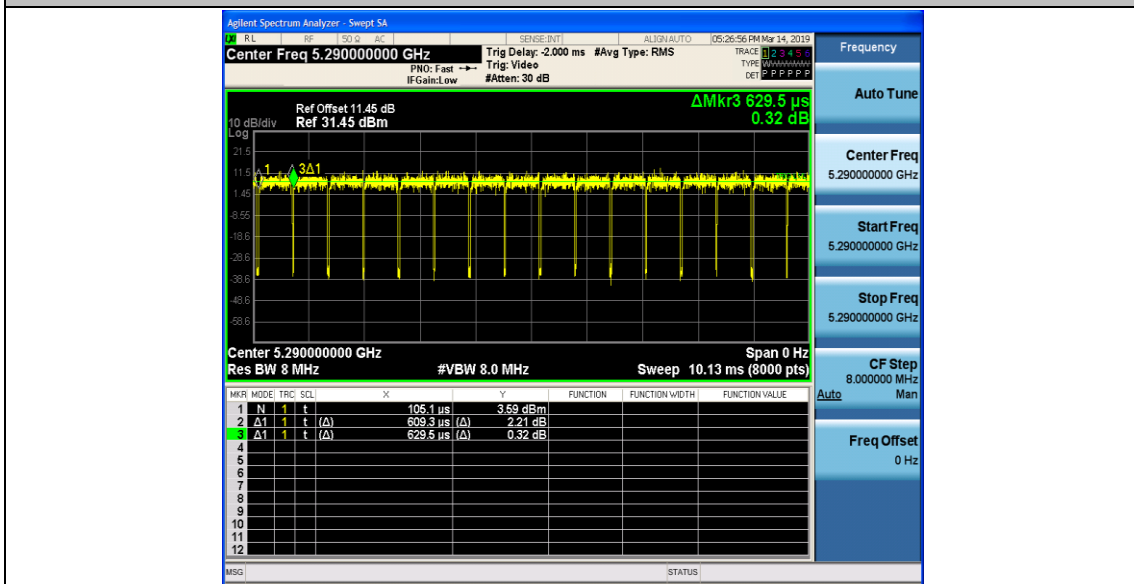 Agilent Spectrum Analyzer - Swept SA
RL RF 50 Ω AC SENSE:INT ALIGN AUTO 05:26:56 PM Mar 14, 2019
Center Freq 5.290000000 GHz
PNO: Fast
IFGain:Low
Trig Delay: -2.000 ms
Trig: Video
#Atten: 30 dB
#Avg Type: RMS
TRACE 1 2 3 4 5 6
TYPE
DET P P P P P P
Ref Offset 11.45 dB
10 dB/div Ref 31.45 dBm
Log
ΔMkr3 629.5 µs
0.32 dB
21.5
11.5
1.45
-8.55
-18.6
-28.6
-38.6
-48.6
-58.6
1
3Δ1
Center 5.290000000 GHz Span 0 Hz
Res BW 8 MHz #VBW 8.0 MHz Sweep 10.13 ms (8000 pts)
MKR MODE TRC SCL X Y FUNCTION FUNCTION WIDTH FUNCTION VALUE
1 N 1 t 105.1 µs 3.59 dBm
2 Δ1 1 t (Δ) 609.3 µs (Δ) 2.21 dB
3 Δ1 1 t (Δ) 629.5 µs (Δ) 0.32 dB
4
5
6
7
8
9
10
11
12
MSG STATUS
Frequency
Auto Tune
Center Freq
5.290000000 GHz
Start Freq
5.290000000 GHz
Stop Freq
5.290000000 GHz
CF Step
8.000000 MHz
Auto Man
Freq Offset
0 Hz